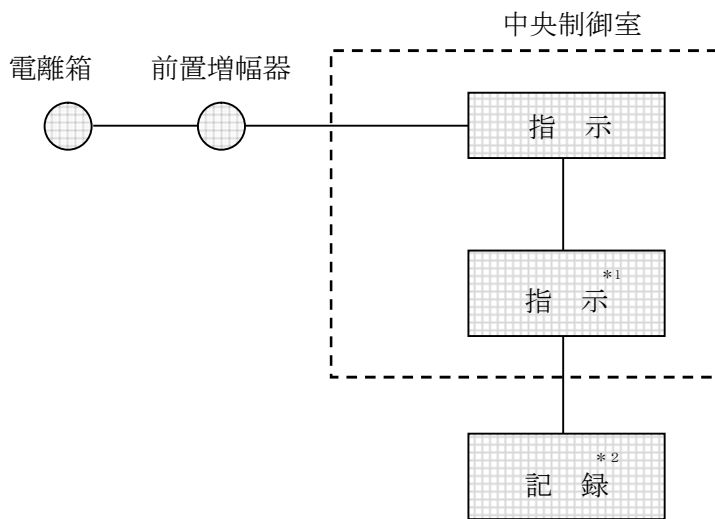 中央制御室
電離箱 前置増幅器
指 示
指 示*1
記 録*2